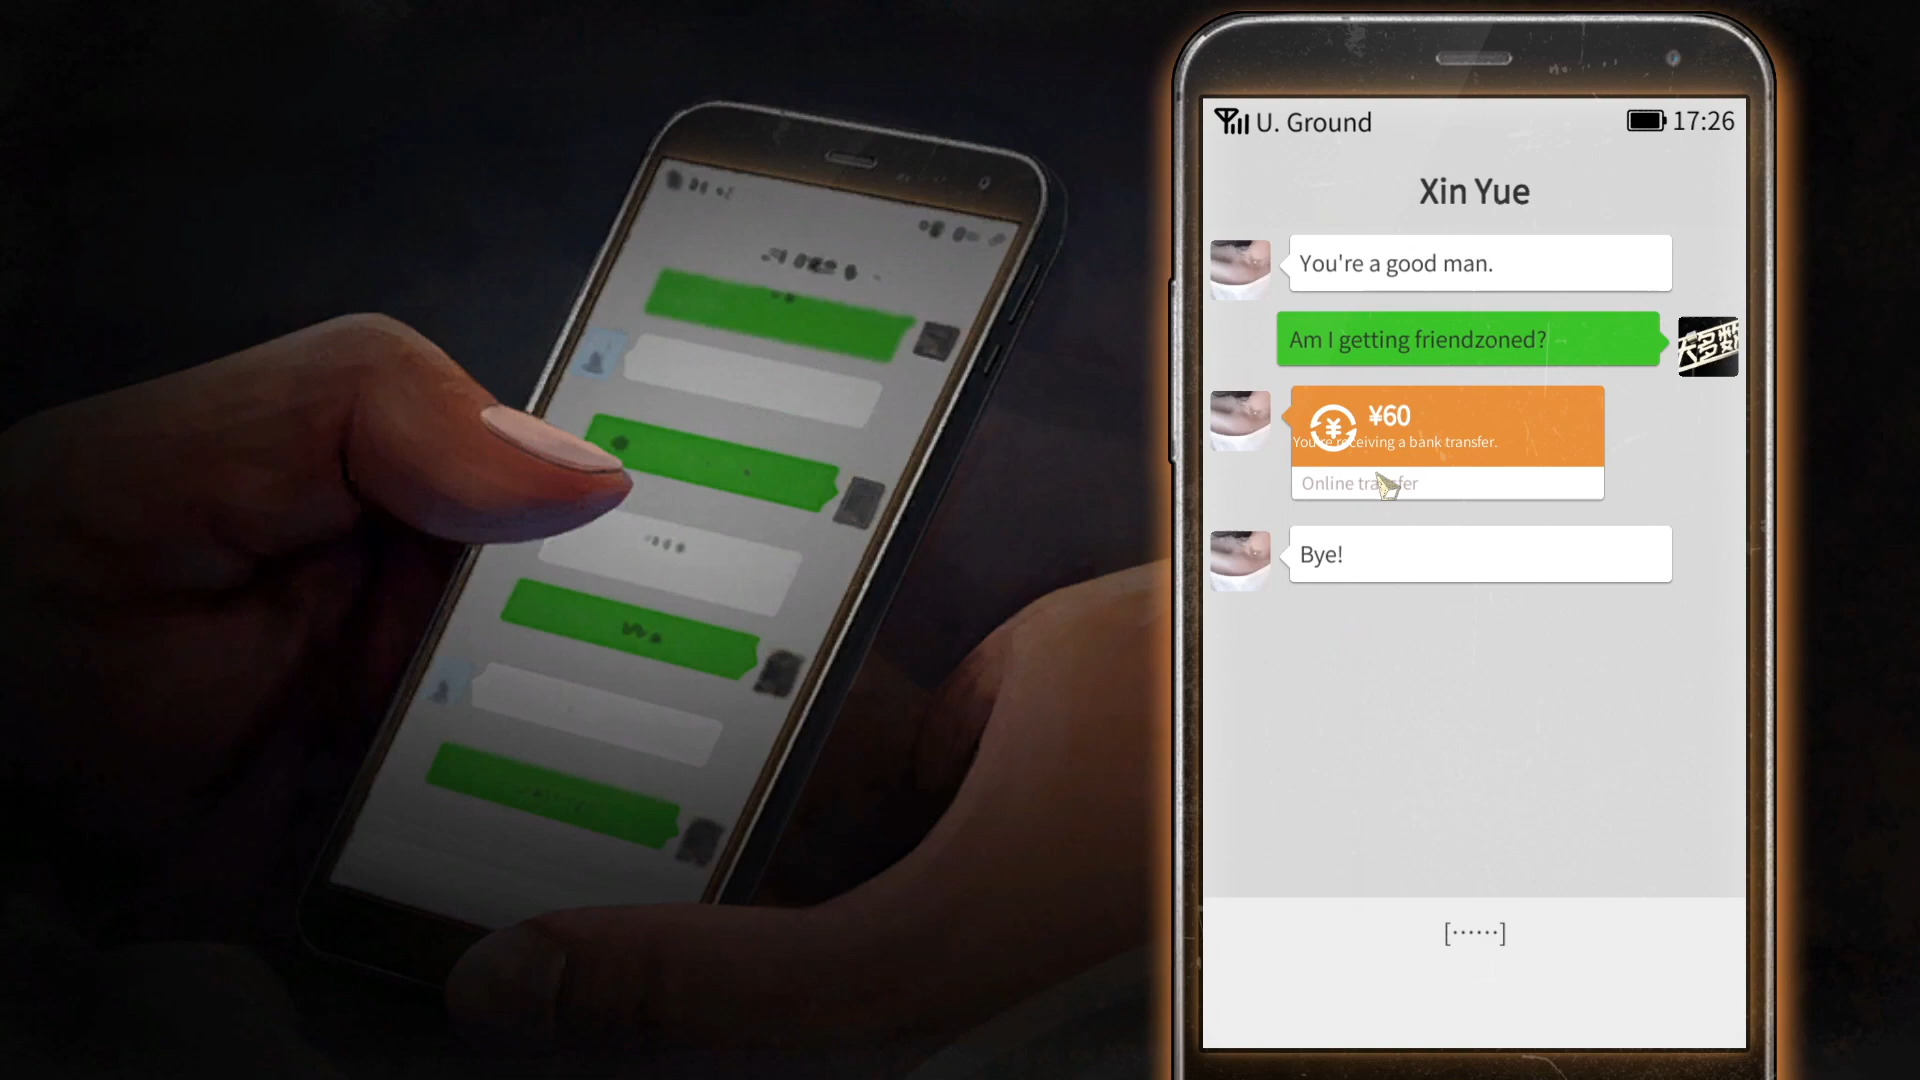 U. Ground
17:26
Xin Yue
You're a good man.
Am I getting friendzoned?
¥60
You're receiving a bank transfer.
Online transfer
Bye!
[······]